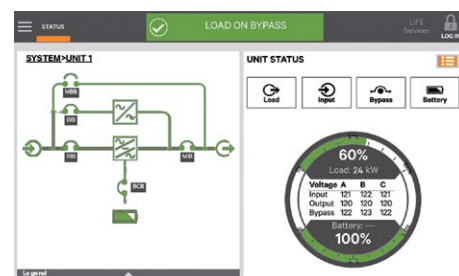 STATUS
LOAD ON BYPASS
LIFE
Services
LOG IN
SYSTEM>UNIT 1
MBB
BIB
RIB
MIB
BCB
Legend
UNIT STATUS
Load
Input
Bypass
Battery
60%
Load: 24 kW
Voltage A B C
Input 121 122 121
Output 120 120 120
Bypass 122 123 122
Battery: ---
100%